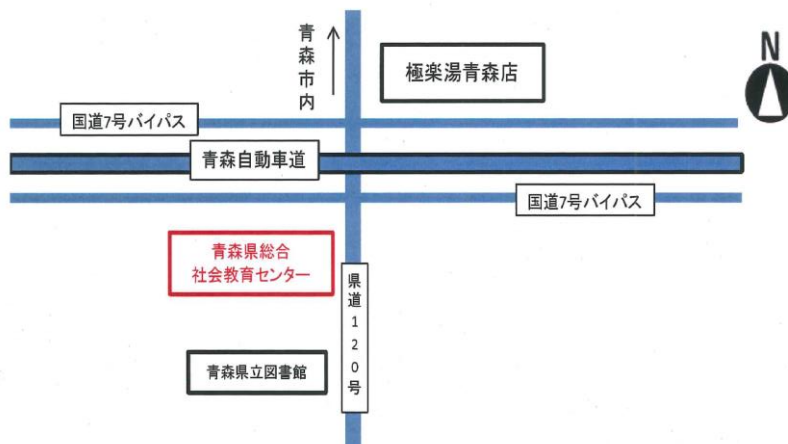 青森市内
極楽湯青森店
N
国道7号バイパス
青森自動車道
国道7号バイパス
青森県総合
社会教育センター
県道120号
青森県立図書館